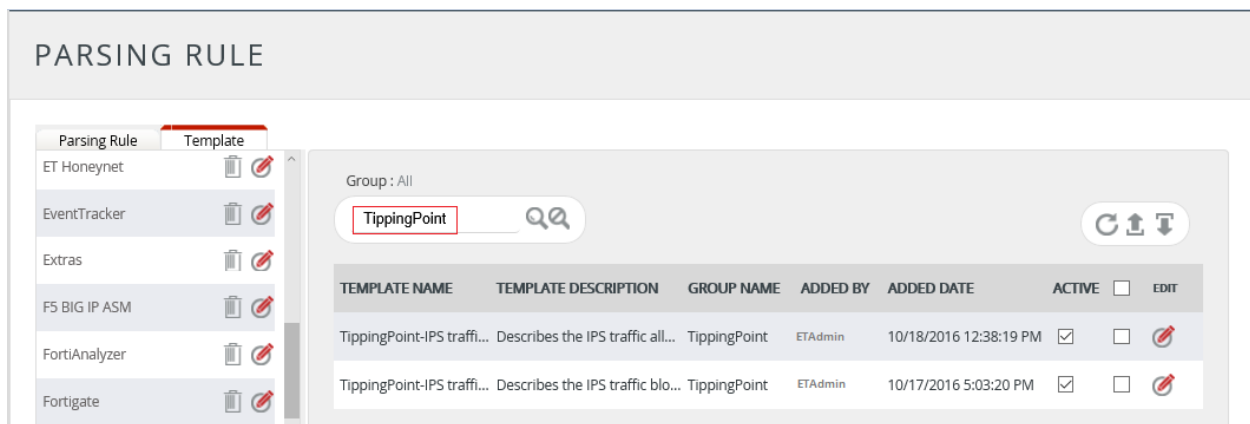 PARSING RULE
Parsing Rule
Template
ET Honeynet
EventTracker
Extras
F5 BIG IP ASM
FortiAnalyzer
Fortigate
Group : All
TippingPoint
TEMPLATE NAME TEMPLATE DESCRIPTION GROUP NAME ADDED BY ADDED DATE ACTIVE EDIT
TippingPoint-IPS traffi... Describes the IPS traffic all... TippingPoint ETAdmin 10/18/2016 12:38:19 PM
TippingPoint-IPS traffi... Describes the IPS traffic blo... TippingPoint ETAdmin 10/17/2016 5:03:20 PM